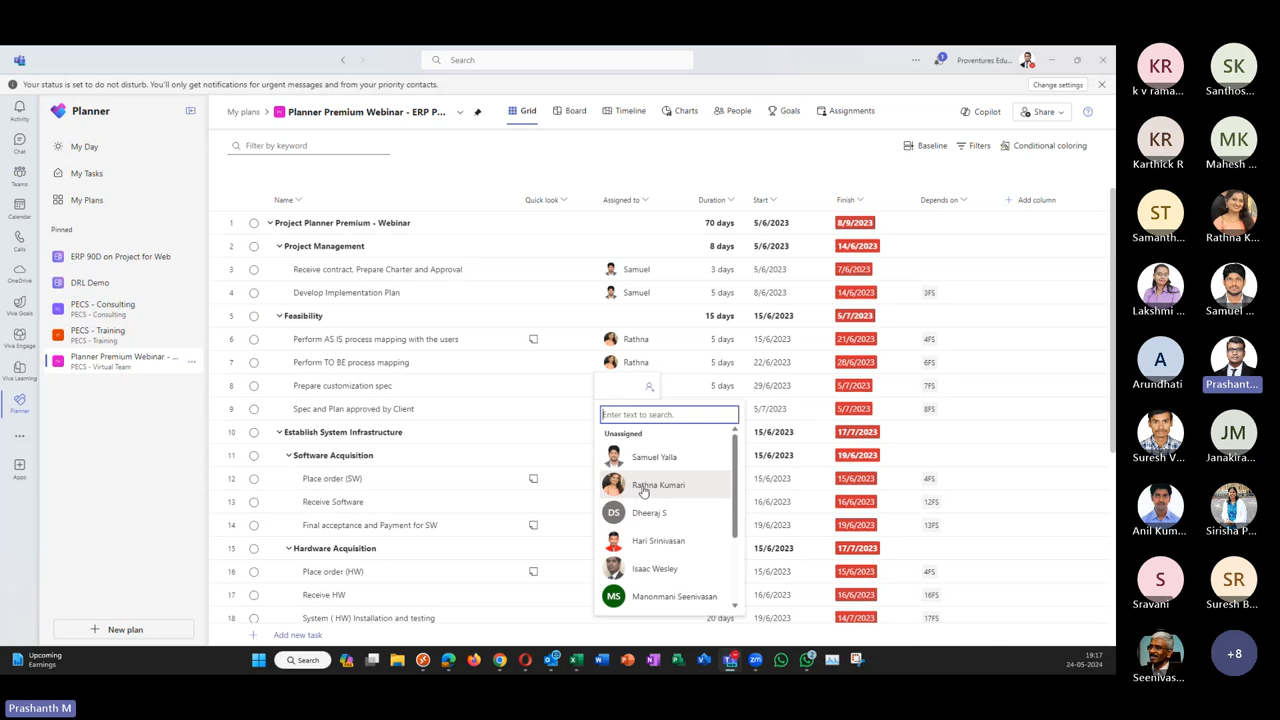 Search
Proventures Edu...
1
Your status is set to do not disturb. You'll only get notifications for urgent messages and from your priority contacts.
Change settings
Activity
Chat
Teams
Calendar
Calls
OneDrive
Viva Goals
Viva Engage
Viva Learning
Planner
Apps
Planner
My Day
My Tasks
My Plans
Pinned
ERP 90D on Project for Web
DRL Demo
PECS - Consulting
PECS - Consulting
PECS - Training
PECS - Training
Planner Premium Webinar - ...
PECS - Virtual Team
New plan
My plans
Planner Premium Webinar - ERP P...
Grid
Board
Timeline
Charts
People
Goals
Assignments
Copilot
Share
Filter by keyword
Baseline
Filters
Conditional coloring
Name Quick look Assigned to Duration Start Finish Depends on Add column
1 Project Planner Premium - Webinar 70 days 5/6/2023 8/9/2023
2 Project Management 8 days 5/6/2023 14/6/2023
3 Receive contract, Prepare Charter and Approval Samuel 3 days 5/6/2023 7/6/2023
4 Develop Implementation Plan Samuel 5 days 8/6/2023 14/6/2023 3FS
5 Feasibility 15 days 15/6/2023 5/7/2023
6 Perform AS IS process mapping with the users Rathna 5 days 15/6/2023 21/6/2023 4FS
7 Perform TO BE process mapping Rathna 5 days 22/6/2023 28/6/2023 6FS
8 Prepare customization spec 5 days 29/6/2023 5/7/2023 7FS
9 Spec and Plan approved by Client 5/7/2023 5/7/2023 8FS
10 Establish System Infrastructure 15/6/2023 17/7/2023
11 Software Acquisition 15/6/2023 19/6/2023
12 Place order (SW) 15/6/2023 15/6/2023 4FS
13 Receive Software 16/6/2023 16/6/2023 12FS
14 Final acceptance and Payment for SW 19/6/2023 19/6/2023 13FS
15 Hardware Acquisition 15/6/2023 17/7/2023
16 Place order (HW) 15/6/2023 15/6/2023 4FS
17 Receive HW 16/6/2023 16/6/2023 16FS
18 System ( HW) Installation and testing 20 days 19/6/2023 14/7/2023 17FS
Add new task
Enter text to search.
Unassigned
Samuel Yalla
Rathna Kumari
DS Dheeraj S
Hari Srinivasan
Isaac Wesley
MS Manonmani Seenivasan
Upcoming
Earnings
Search
2
19:17
24-05-2024
Prashanth M
KR
k v rama...
SK
Santhos...
KR
Karthick R
MK
Mahesh ...
ST
Samanth...
Rathna K...
Lakshmi ...
Samuel ...
A
Arundhati
Prashant...
Suresh V...
JM
Janakira...
Anil Kum...
Sirisha P...
S
Sravani
SR
Suresh B...
Seenivas...
+8